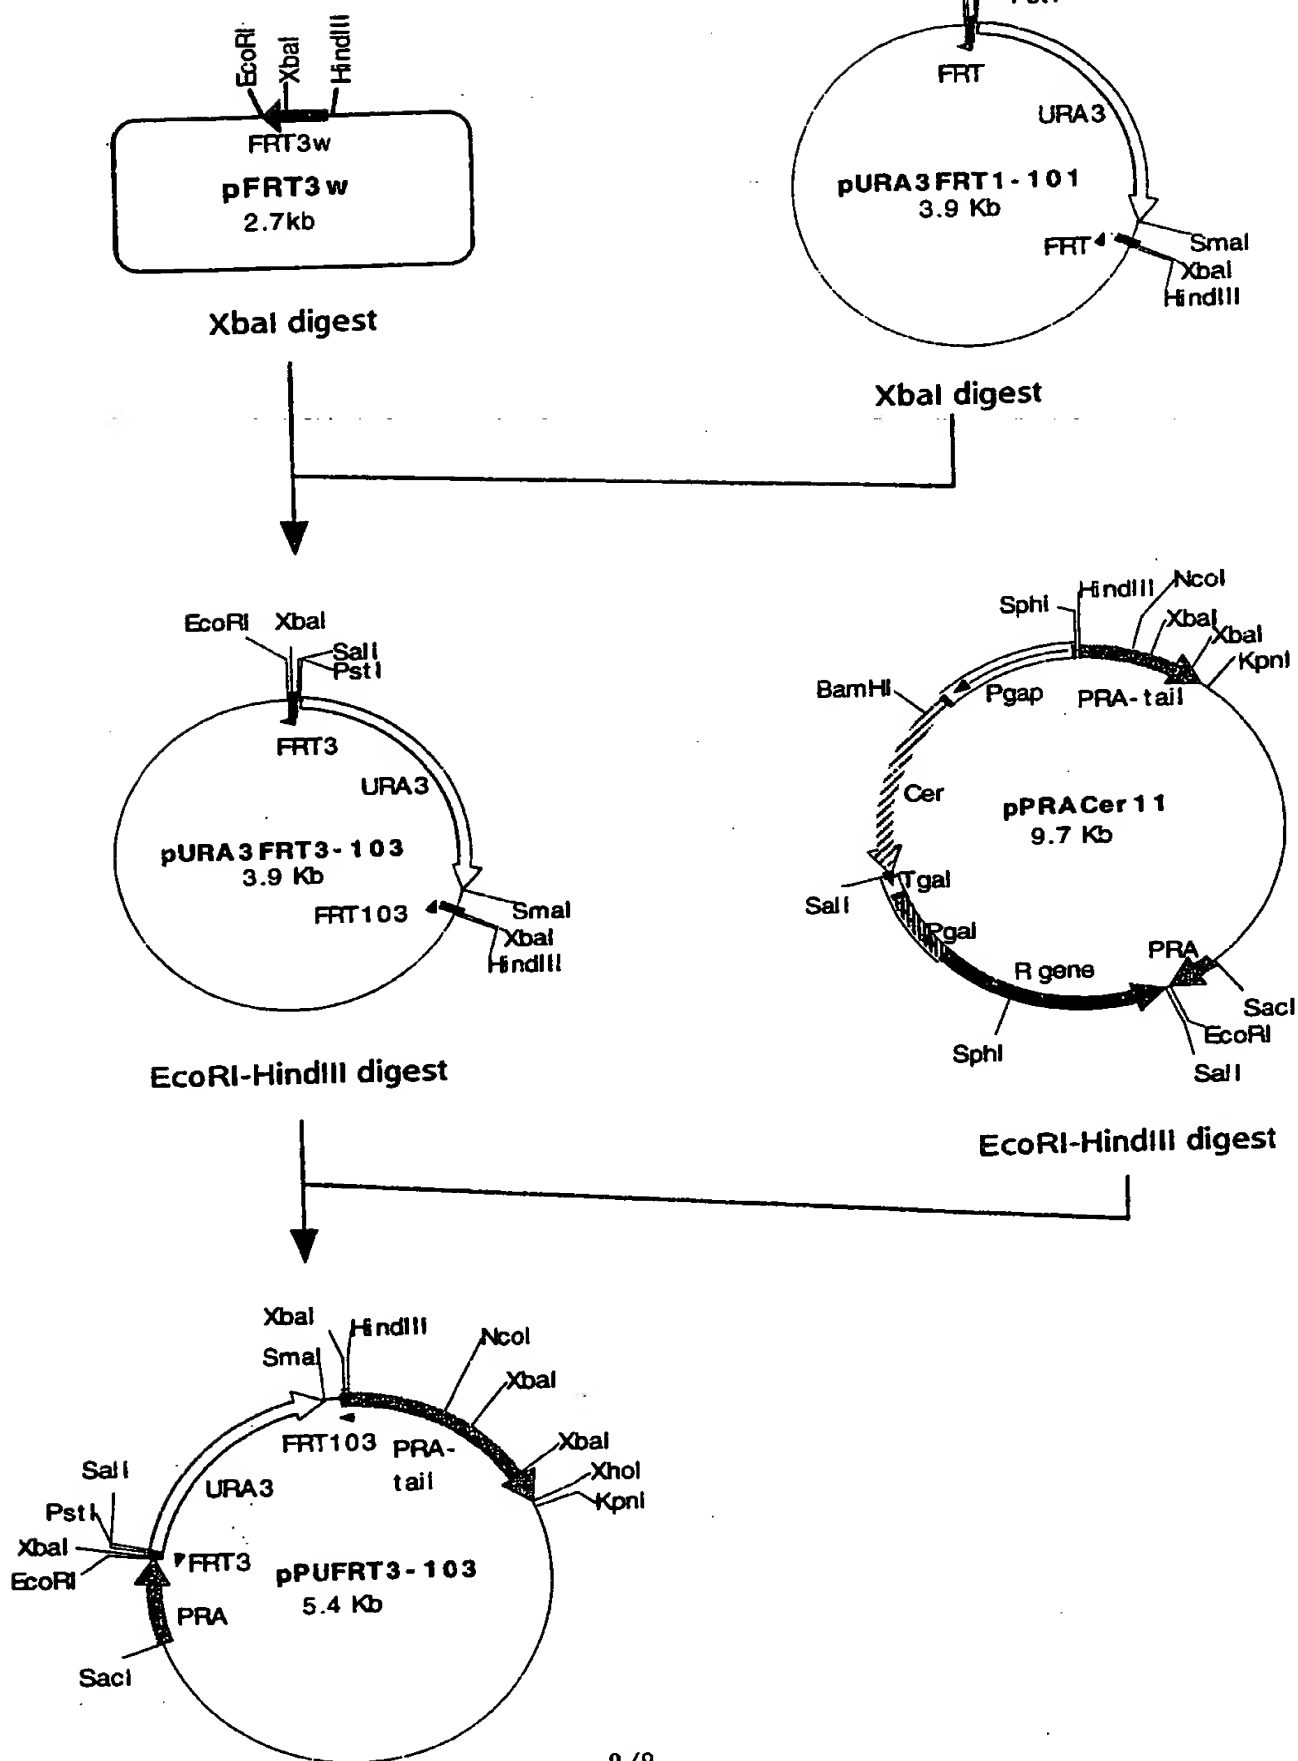 EcoRI
XbaI
HindIII
FRT3w
pFRT3w
2.7kb
XbaI digest
FRT
URA3
pURA3FRT1-101
3.9 Kb
FRT
SmaI
XbaI
HindIII
XbaI digest
EcoRI
XbaI
SalI
PstI
FRT3
URA3
pURA3FRT3-103
3.9 Kb
FRT103
SmaI
XbaI
HindIII
EcoRI-HindIII digest
SphI
HindIII
NcoI
XbaI
XbaI
KpnI
BamHI
Pgap
PRA-tail
Cer
pPRACer11
9.7 Kb
SalI
Tgal
Pgal
R gene
PRA
SphI
SacI
EcoRI
SalI
EcoRI-HindIII digest
XbaI
HindIII
NcoI
SmaI
XbaI
FRT103
PRA-
tail
XbaI
XhoI
KpnI
SalI
URA3
PstI
XbaI
FRT3
EcoRI
pPUFRT3-103
5.4 Kb
PRA
SacI